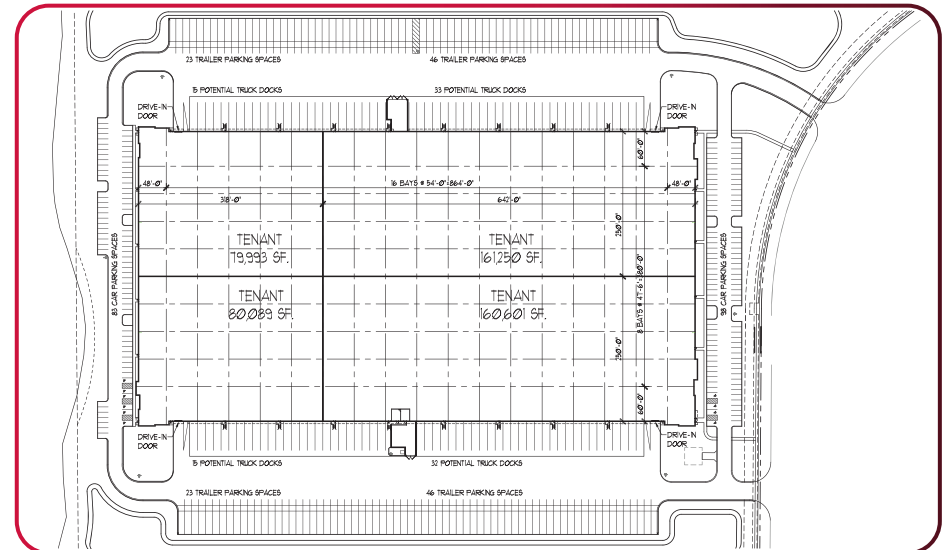 23 TRAILER PARKING SPACES
46 TRAILER PARKING SPACES
15 POTENTIAL TRUCK DOCKS
33 POTENTIAL TRUCK DOCKS
DRIVE-IN
DOOR
DRIVE-IN
DOOR
60'-0"
48'-0"
16 BAYS @ 54'-0"=864'-0"
48'-0"
318'-0"
642'-0"
250'-0"
TENANT
79,993 SF.
TENANT
161,250 SF.
83 CAR PARKING SPACES
98 CAR PARKING SPACES
8 BAYS @ 47'-6"=380'-0"
TENANT
80,089 SF.
TENANT
160,601 SF.
250'-0"
60'-0"
DRIVE-IN
DOOR
DRIVE-IN
DOOR
15 POTENTIAL TRUCK DOCKS
32 POTENTIAL TRUCK DOCKS
23 TRAILER PARKING SPACES
46 TRAILER PARKING SPACES